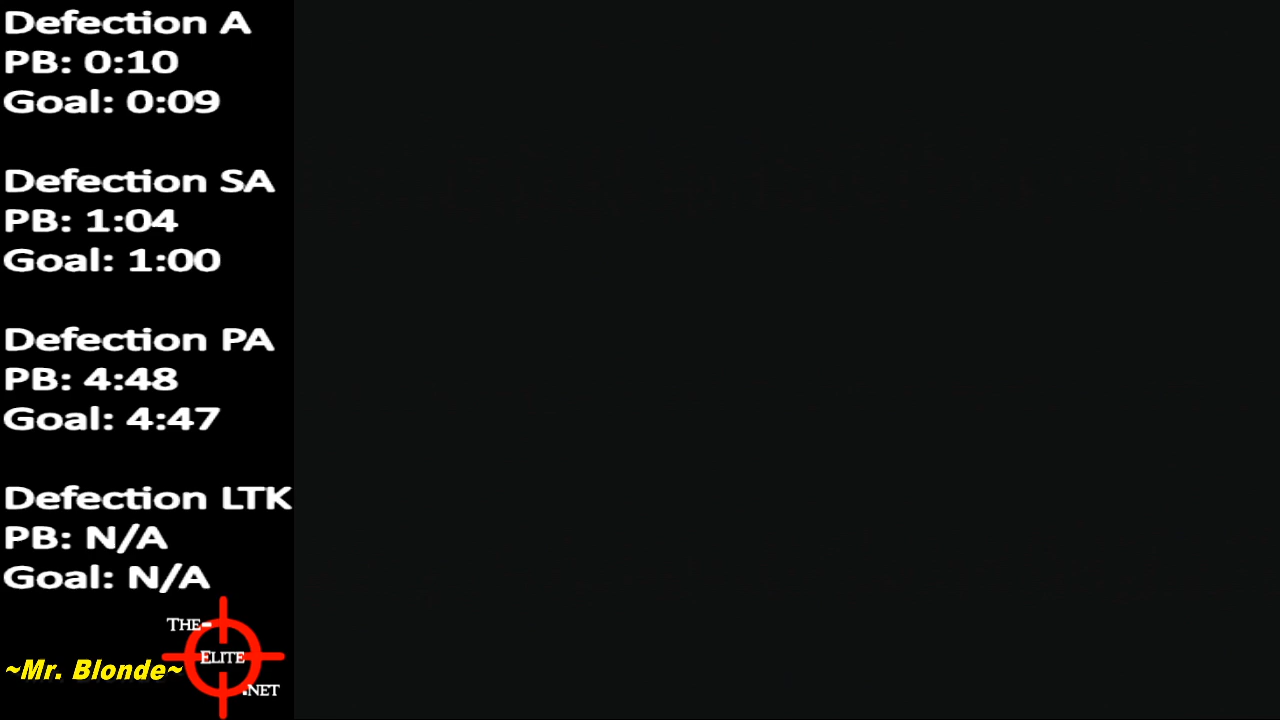 Defection A
PB: 0:10
Goal: 0:09
Defection SA
PB: 1:04
Goal: 1:00
Defection PA
PB: 4:48
Goal: 4:47
Defection LTK
PB: N/A
Goal: N/A
THE-
ELITE
.NET
~Mr. Blonde~